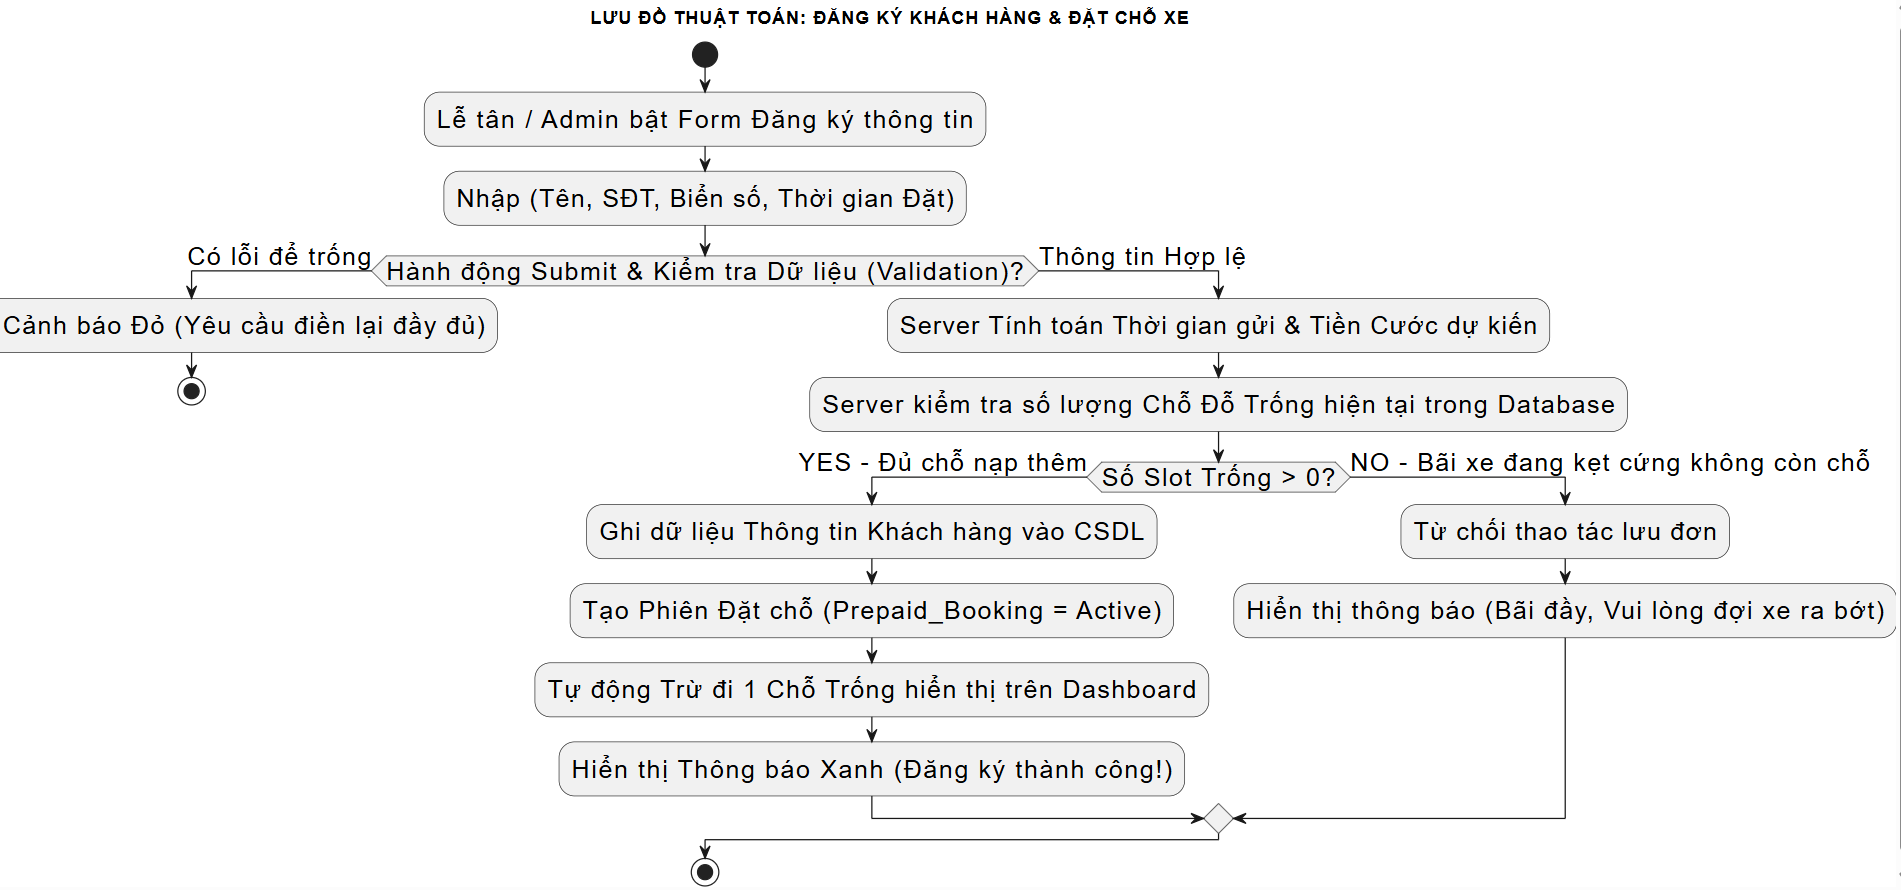 LƯU ĐỒ THUẬT TOÁN: ĐĂNG KÝ KHÁCH HÀNG & ĐẶT CHỖ XE
Lễ tân / Admin bật Form Đăng ký thông tin
Nhập (Tên, SĐT, Biển số, Thời gian Đặt)
Có lỗi để trống
Hành động Submit & Kiểm tra Dữ liệu (Validation)?
Thông tin Hợp lệ
Cảnh báo Đỏ (Yêu cầu điền lại đầy đủ)
Server Tính toán Thời gian gửi & Tiền Cước dự kiến
Server kiểm tra số lượng Chỗ Đỗ Trống hiện tại trong Database
YES - Đủ chỗ nạp thêm
Số Slot Trống > 0?
NO - Bãi xe đang kẹt cứng không còn chỗ
Ghi dữ liệu Thông tin Khách hàng vào CSDL
Từ chối thao tác lưu đơn
Tạo Phiên Đặt chỗ (Prepaid_Booking = Active)
Hiển thị thông báo (Bãi đầy, Vui lòng đợi xe ra bớt)
Tự động Trừ đi 1 Chỗ Trống hiển thị trên Dashboard
Hiển thị Thông báo Xanh (Đăng ký thành công!)